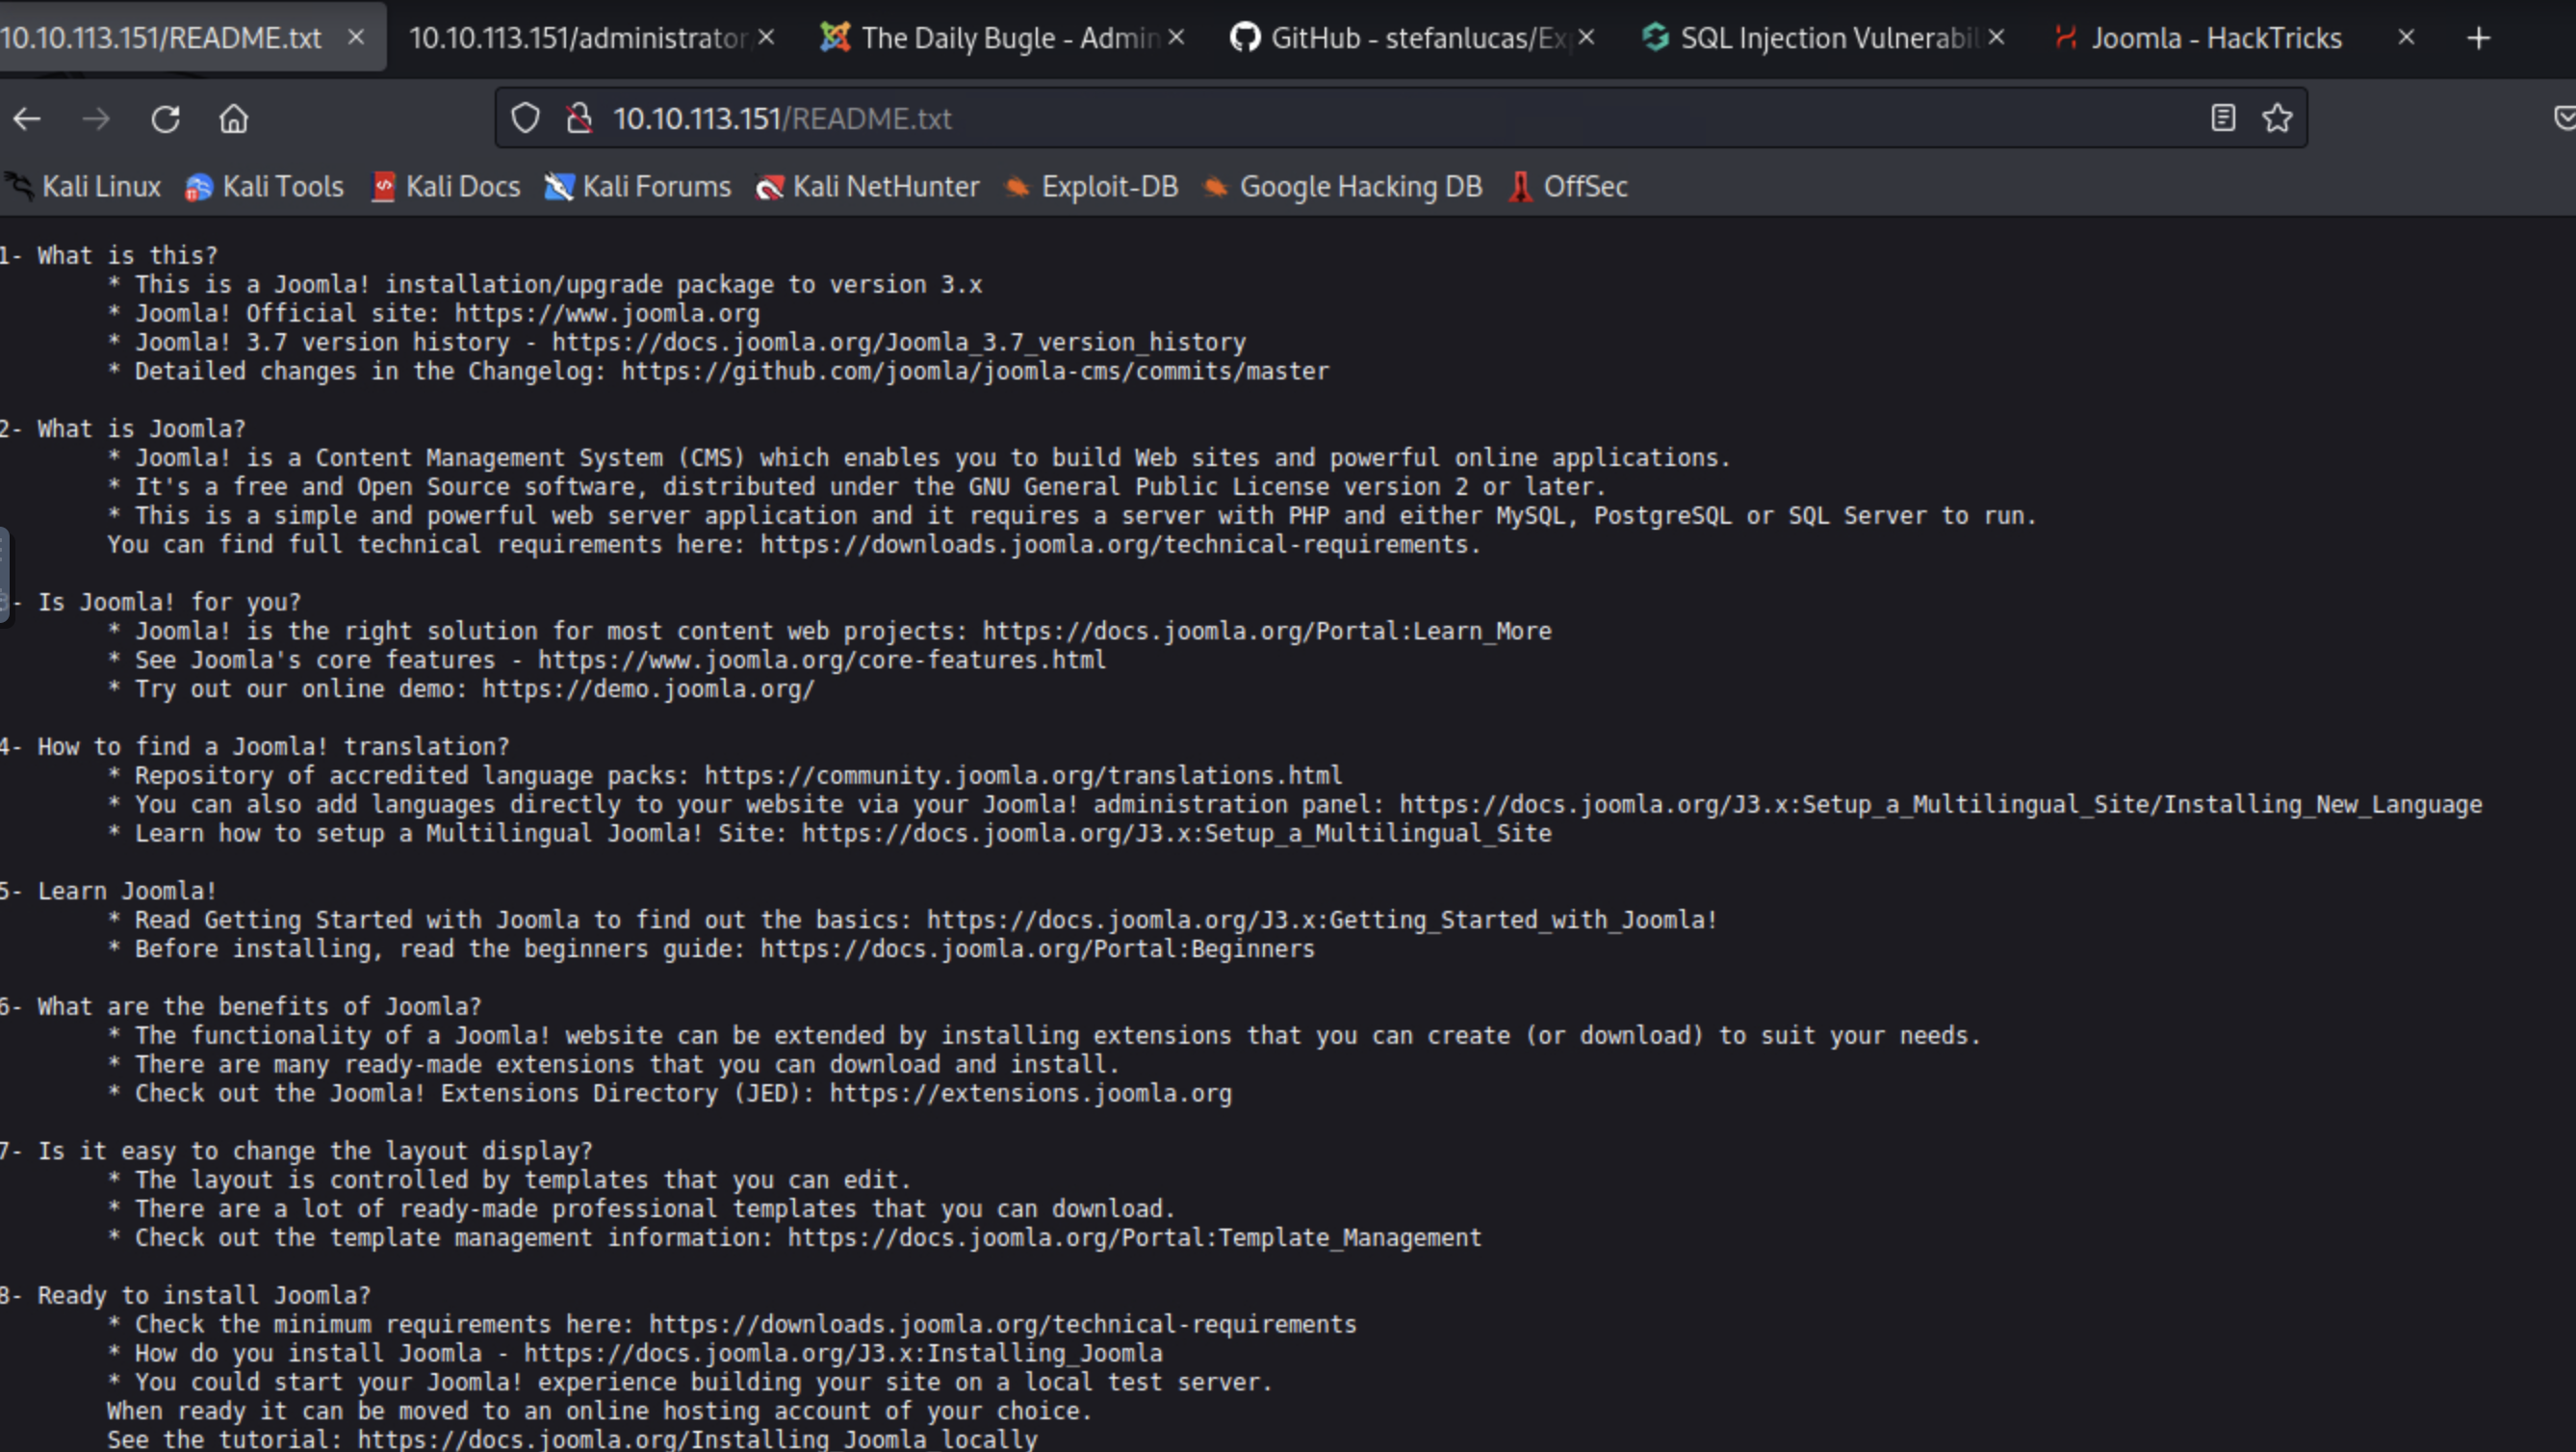 10.10.113.151/README.txt
10.10.113.151/administrator
The Daily Bugle - Admin
GitHub - stefanlucas/Ex
SQL Injection Vulnerabil
Joomla - HackTricks
10.10.113.151/README.txt
Kali Linux Kali Tools Kali Docs Kali Forums Kali NetHunter Exploit-DB Google Hacking DB OffSec
1- What is this?
* This is a Joomla! installation/upgrade package to version 3.x
* Joomla! Official site: https://www.joomla.org
* Joomla! 3.7 version history - https://docs.joomla.org/Joomla_3.7_version_history
* Detailed changes in the Changelog: https://github.com/joomla/joomla-cms/commits/master
2- What is Joomla?
* Joomla! is a Content Management System (CMS) which enables you to build Web sites and powerful online applications.
* It's a free and Open Source software, distributed under the GNU General Public License version 2 or later.
* This is a simple and powerful web server application and it requires a server with PHP and either MySQL, PostgreSQL or SQL Server to run.
You can find full technical requirements here: https://downloads.joomla.org/technical-requirements.
3- Is Joomla! for you?
* Joomla! is the right solution for most content web projects: https://docs.joomla.org/Portal:Learn_More
* See Joomla's core features - https://www.joomla.org/core-features.html
* Try out our online demo: https://demo.joomla.org/
4- How to find a Joomla! translation?
* Repository of accredited language packs: https://community.joomla.org/translations.html
* You can also add languages directly to your website via your Joomla! administration panel: https://docs.joomla.org/J3.x:Setup_a_Multilingual_Site/Installing_New_Language
* Learn how to setup a Multilingual Joomla! Site: https://docs.joomla.org/J3.x:Setup_a_Multilingual_Site
5- Learn Joomla!
* Read Getting Started with Joomla to find out the basics: https://docs.joomla.org/J3.x:Getting_Started_with_Joomla!
* Before installing, read the beginners guide: https://docs.joomla.org/Portal:Beginners
6- What are the benefits of Joomla?
* The functionality of a Joomla! website can be extended by installing extensions that you can create (or download) to suit your needs.
* There are many ready-made extensions that you can download and install.
* Check out the Joomla! Extensions Directory (JED): https://extensions.joomla.org
7- Is it easy to change the layout display?
* The layout is controlled by templates that you can edit.
* There are a lot of ready-made professional templates that you can download.
* Check out the template management information: https://docs.joomla.org/Portal:Template_Management
8- Ready to install Joomla?
* Check the minimum requirements here: https://downloads.joomla.org/technical-requirements
* How do you install Joomla - https://docs.joomla.org/J3.x:Installing_Joomla
* You could start your Joomla! experience building your site on a local test server.
When ready it can be moved to an online hosting account of your choice.
See the tutorial: https://docs.joomla.org/Installing_Joomla_locally